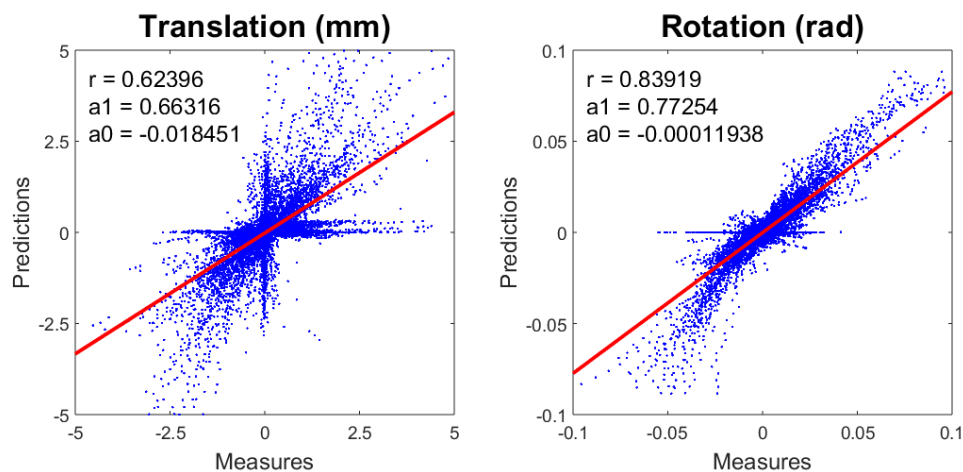 Translation (mm)
r = 0.62396
a1 = 0.66316
a0 = -0.018451
5
2.5
0
-2.5
-5
-5
-2.5
0
2.5
5
Predictions
Measures
Rotation (rad)
r = 0.83919
a1 = 0.77254
a0 = -0.00011938
0.1
0.05
0
-0.05
-0.1
-0.1
-0.05
0
0.05
0.1
Predictions
Measures